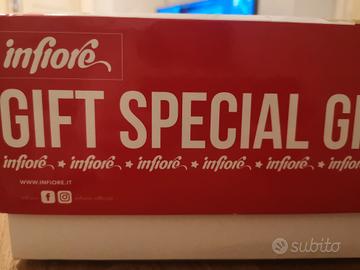 infiore
GIFT SPECIAL GI
infiore ★ infiore ★ infiore ★ infiore ★ infiore ★ infiore
WWW.INFIORE.IT
subito